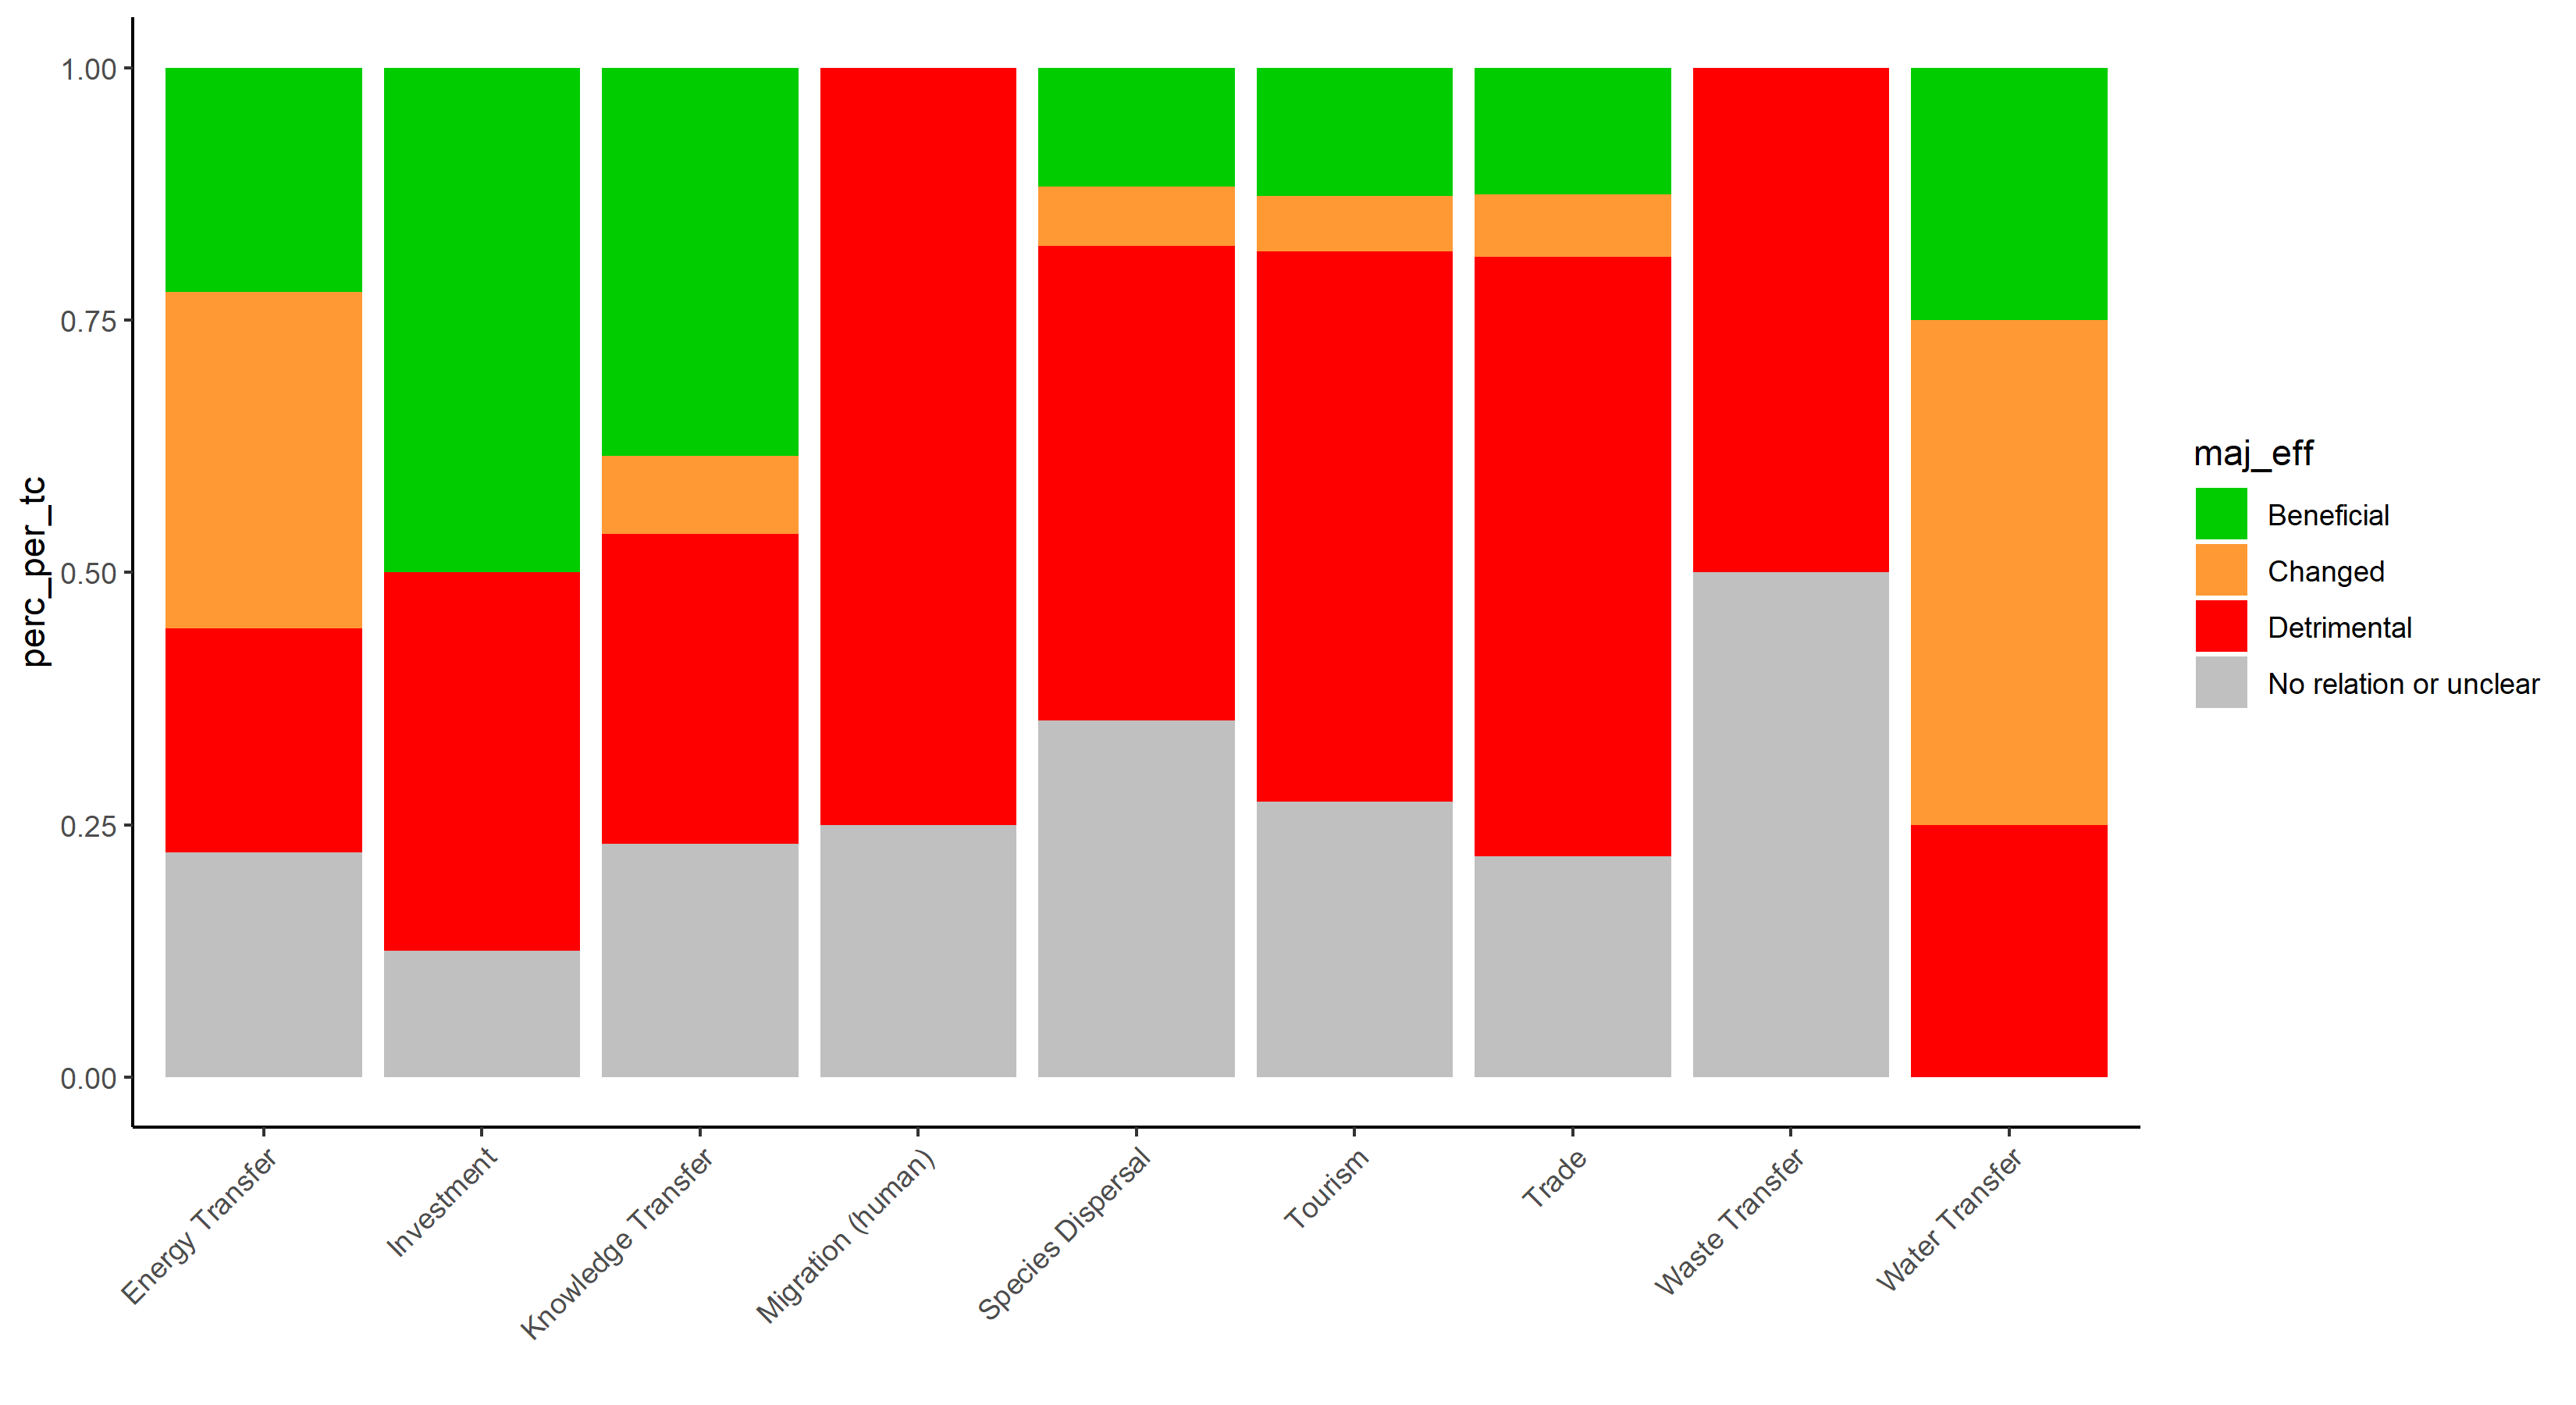 perc_per_tc
1.00
0.75
0.50
0.25
0.00
Energy Transfer
Investment
Knowledge Transfer
Migration (human)
Species Dispersal
Tourism
Trade
Waste Transfer
Water Transfer
maj_eff
Beneficial
Changed
Detrimental
No relation or unclear